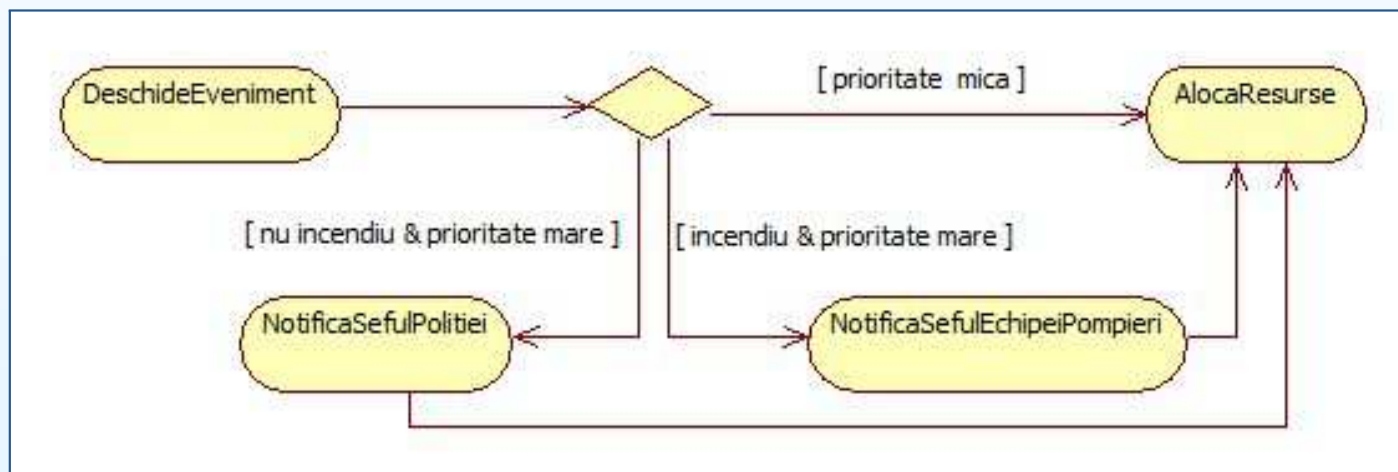 DeschideEveniment
[ prioritate mica ]
AlocaResurse
[ nu incendiu & prioritate mare ]
[ incendiu & prioritate mare ]
NotificaSefulPolitiei
NotificaSefulEchipeiPompieri